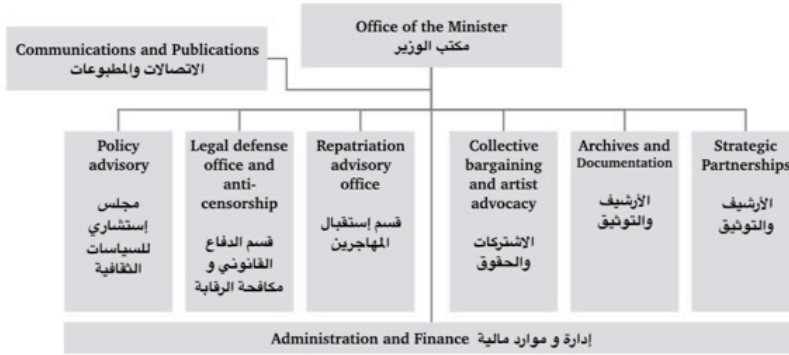 Office of the Minister
مكتب الوزير
Communications and Publications
الاتصالات والمطبوعات
Policy
advisory
مجلس
إستشاري
للسياسات
الثقافية
Legal defense
office and
anti-
censorship
قسم الدفاع
القانوني و
مكافحة الرقابة
Repatriation
advisory
office
قسم إستقبال
المهاجرين
Collective
bargaining
and artist
advocacy
الاشتركات
والحقوق
Archives and
Documentation
الأرشيف
والتوثيق
Strategic
Partnerships
الأرشيف
والتوثيق
Administration and Finance إدارة و موارد مالية